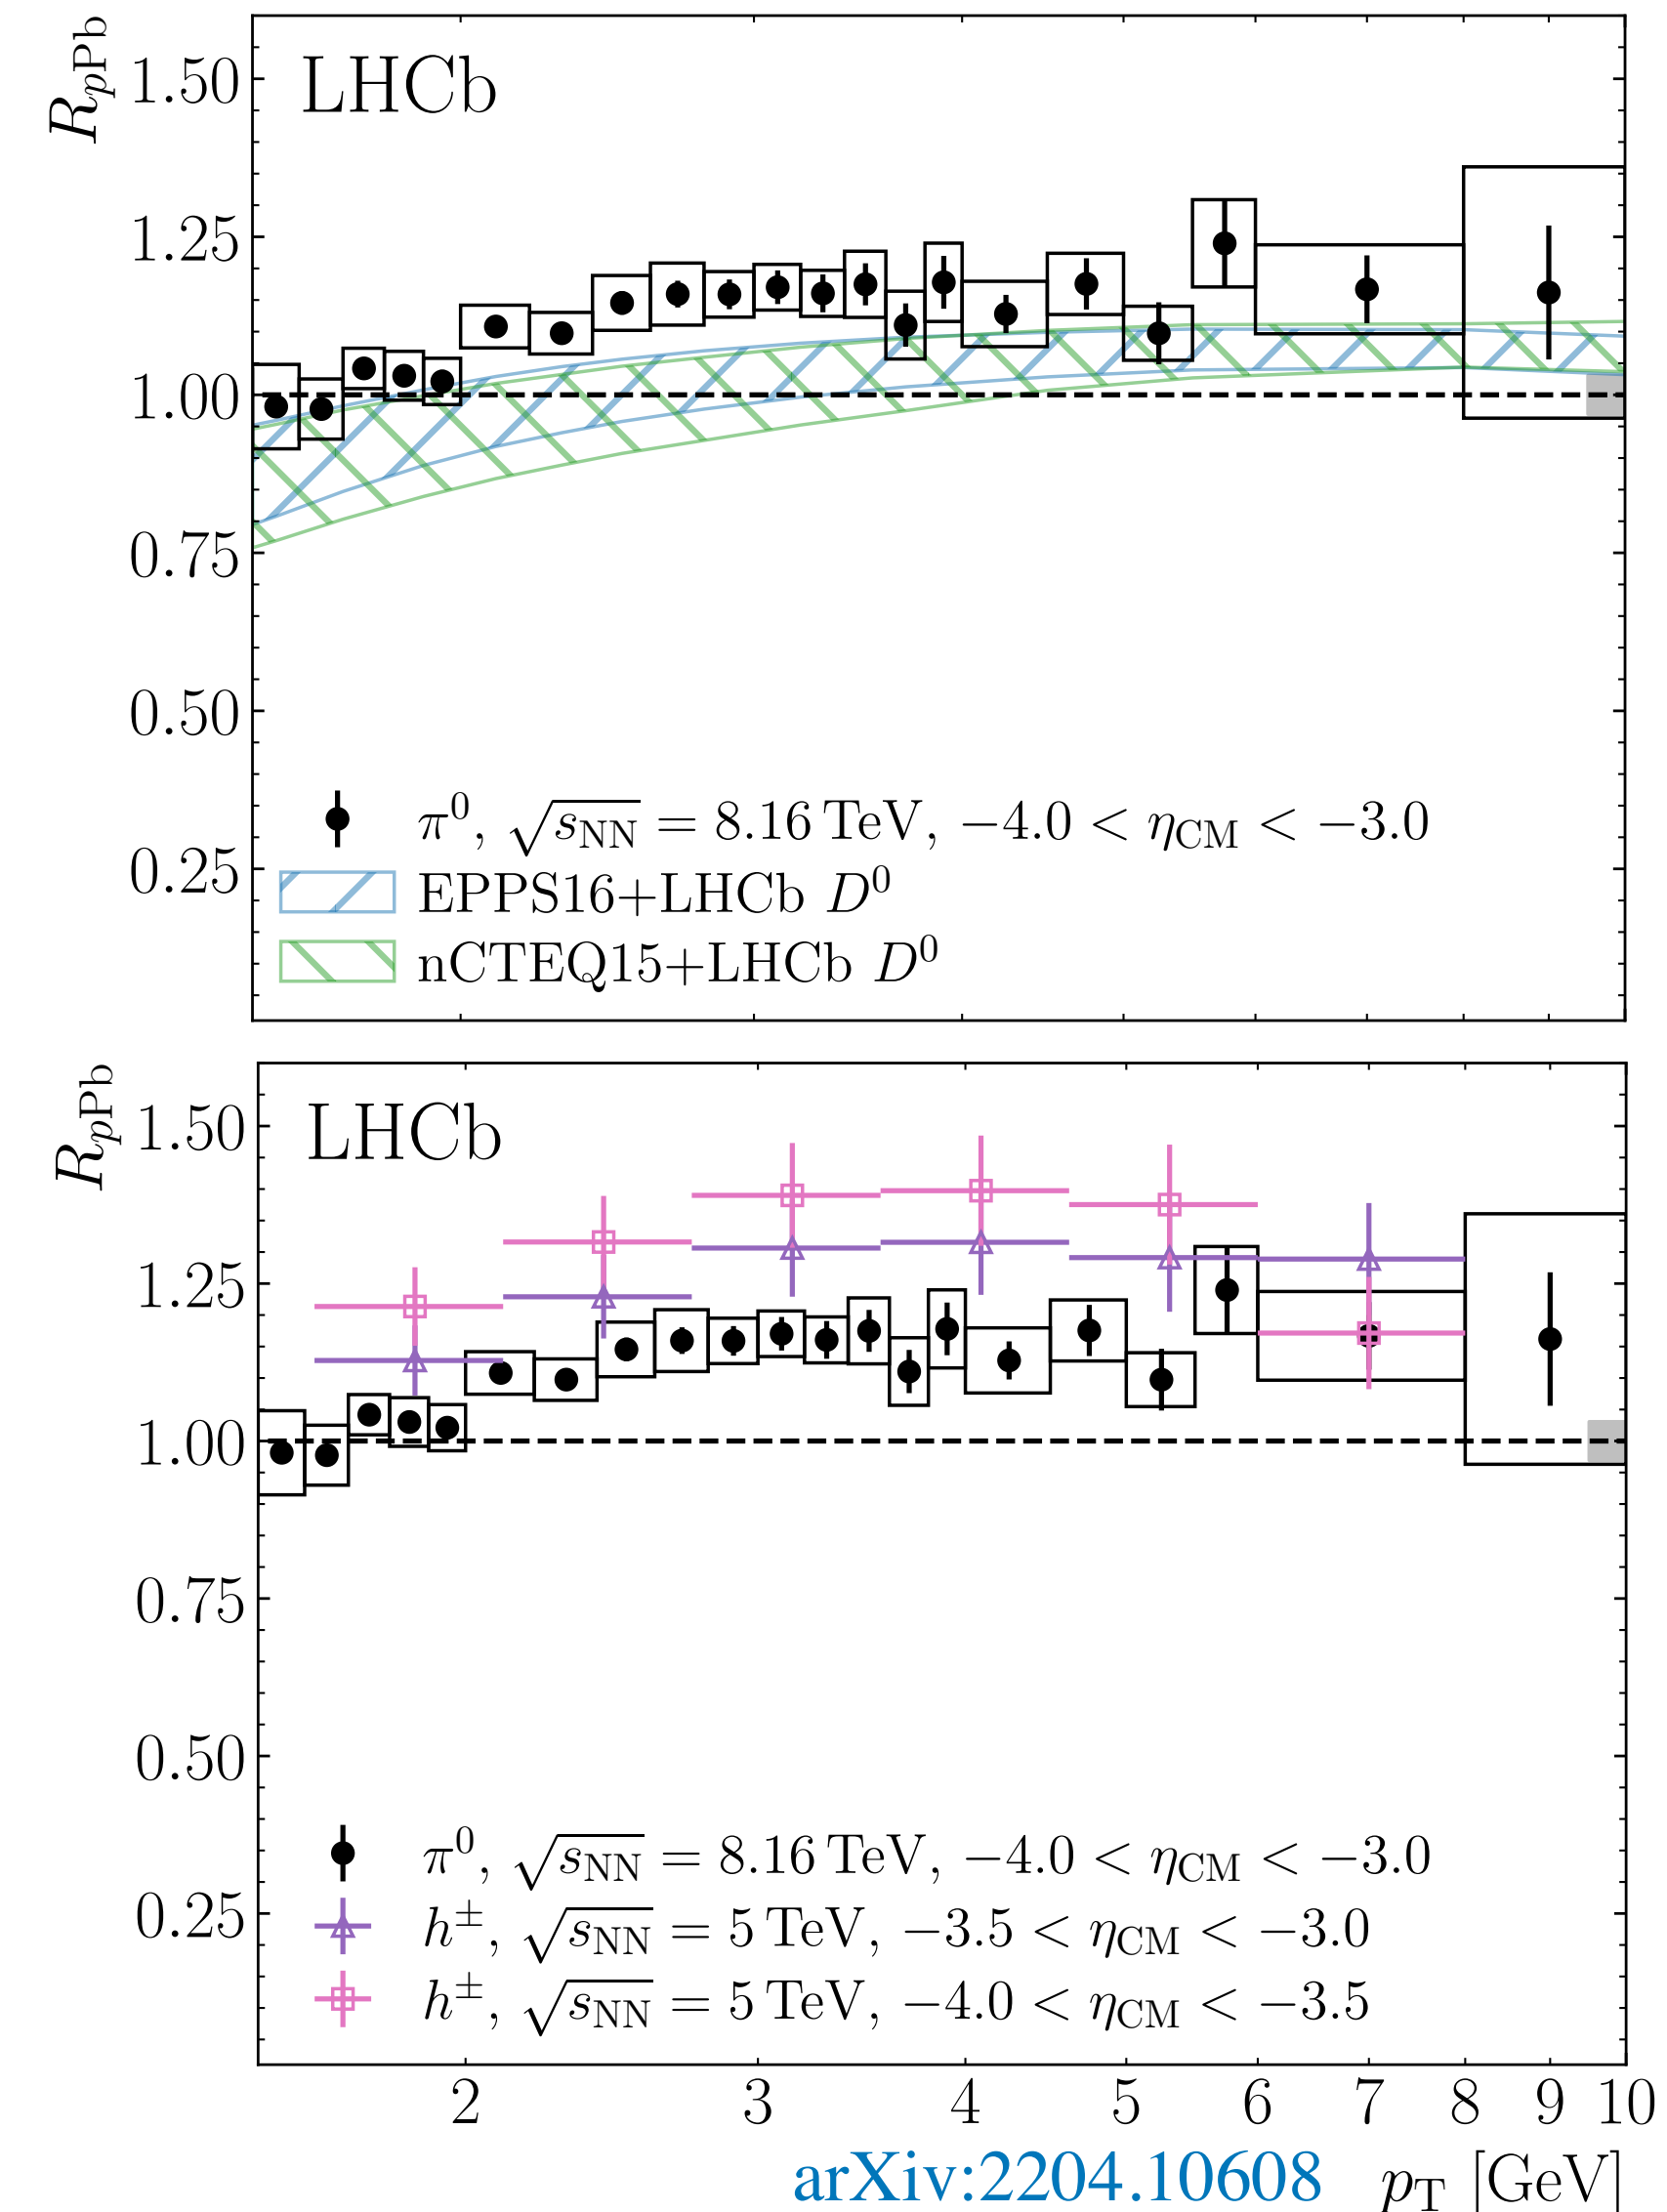 R_pPb
LHCb
1.50
1.25
1.00
0.75
0.50
0.25
π⁰, √s_NN = 8.16 TeV, −4.0 < η_CM < −3.0
EPPS16+LHCb D⁰
nCTEQ15+LHCb D⁰
R_pPb
LHCb
1.50
1.25
1.00
0.75
0.50
0.25
π⁰, √s_NN = 8.16 TeV, −4.0 < η_CM < −3.0
h^±, √s_NN = 5 TeV, −3.5 < η_CM < −3.0
h^±, √s_NN = 5 TeV, −4.0 < η_CM < −3.5
2 3 4 5 6 7 8 9 10
arXiv:2204.10608 p_T [GeV]